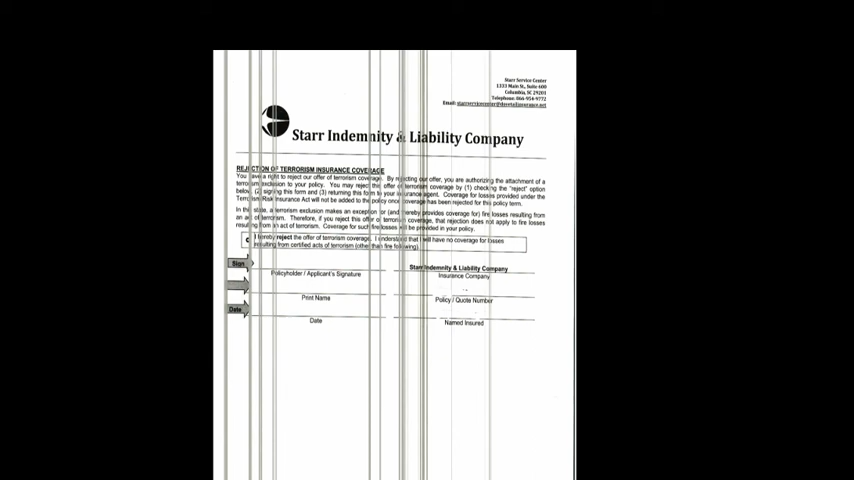 Starr Service Center
1333 Main St., Suite 600
Columbia, SC 29201
Telephone: 866-954-9772
Email:
Starr Indemnity & Liability Company
REJECTION OF TERRORISM INSURANCE COVERAGE
You have a right to reject our offer of terrorism coverage. By rejecting our offer, you are authorizing the attachment of a
terrorism exclusion to your policy. You may reject the offer of terrorism coverage by (1) checking the "reject" option
below, (2) signing this form and (3) returning this form to your insurance agent. Coverage for losses provided under the
Terrorism Risk Insurance Act will not be added to the policy once coverage has been rejected for this policy term.
In this state, a terrorism exclusion makes an exception for (and thereby provides coverage for) fire losses resulting from
an act of terrorism. Therefore, if you reject this offer of terrorism coverage, that rejection does not apply to fire losses
resulting from an act of terrorism. Coverage for such fire losses will be provided in your policy.
I hereby reject the offer of terrorism coverage. I understand that I will have no coverage for losses
resulting from certified acts of terrorism (other than fire following).
Sign
Starr Indemnity & Liability Company
Policyholder / Applicant's Signature
Insurance Company
Print Name
Policy / Quote Number
Date
Date
Named Insured